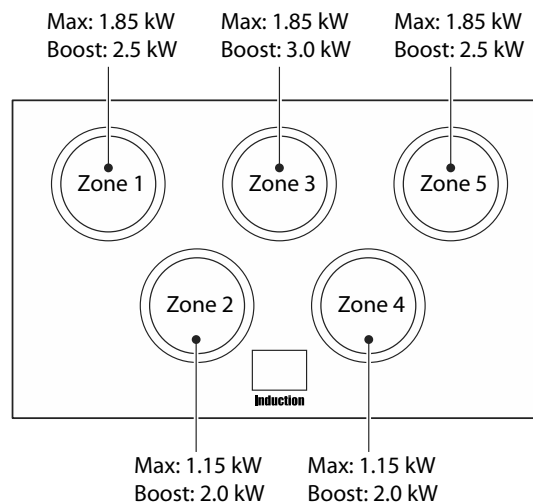 Max: 1.85 kW
Boost: 2.5 kW
Max: 1.85 kW
Boost: 3.0 kW
Max: 1.85 kW
Boost: 2.5 kW
Zone 1
Zone 3
Zone 5
Zone 2
Zone 4
Induction
Max: 1.15 kW
Boost: 2.0 kW
Max: 1.15 kW
Boost: 2.0 kW